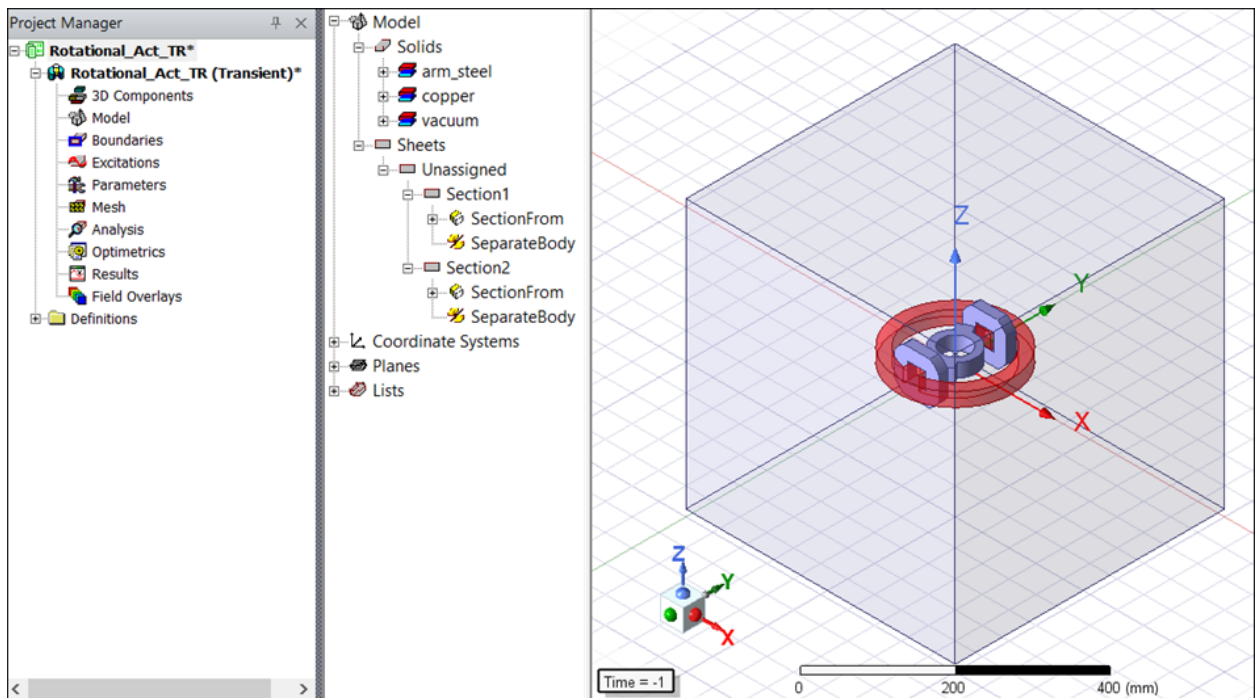 Project Manager
Rotational_Act_TR*
Rotational_Act_TR (Transient)*
3D Components
Model
Boundaries
Excitations
Parameters
Mesh
Analysis
Optimetrics
Results
Field Overlays
Definitions
Model
Solids
arm_steel
copper
vacuum
Sheets
Unassigned
Section1
SectionFrom
SeparateBody
Section2
SectionFrom
SeparateBody
Coordinate Systems
Planes
Lists
Z
Y
X
Z
Y
X
Time = -1
0
200
400 (mm)